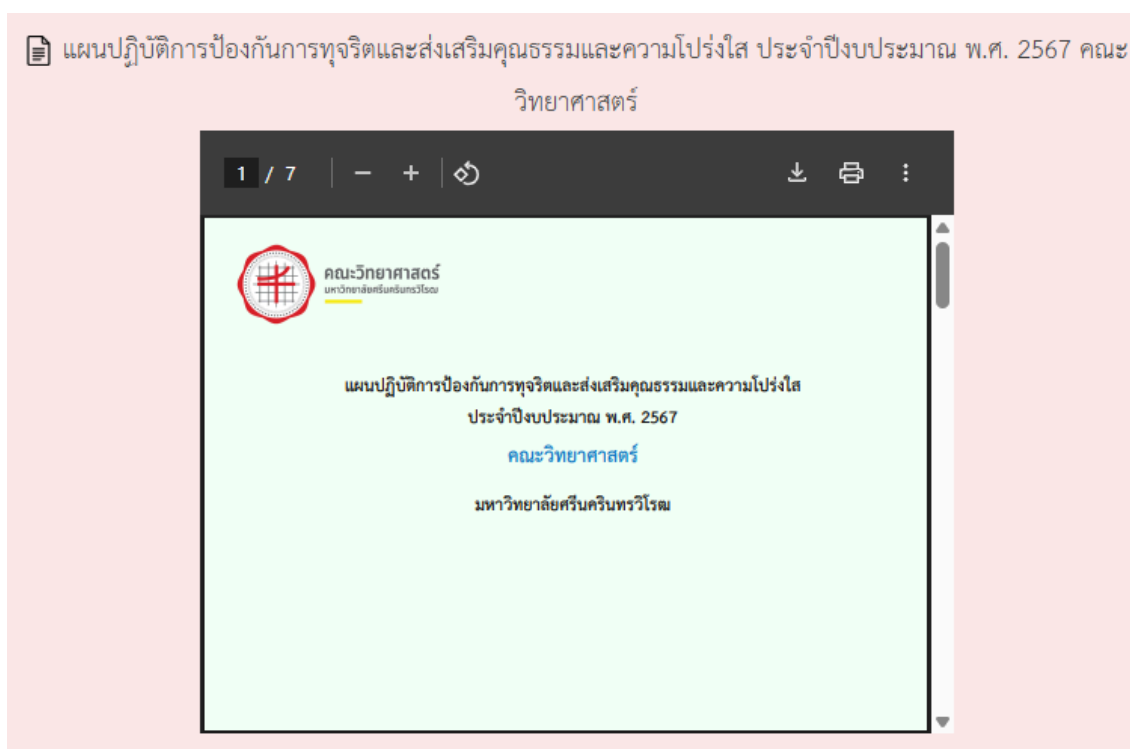 แผนปฏิบัติการป้องกันการทุจริตและส่งเสริมคุณธรรมและความโปร่งใส ประจำปีงบประมาณ พ.ศ. 2567 คณะ
วิทยาศาสตร์
1 / 7
คณะวิทยาศาสตร์
มหาวิทยาลัยศรีนครินทรวิโรฒ
แผนปฏิบัติการป้องกันการทุจริตและส่งเสริมคุณธรรมและความโปร่งใส
ประจำปีงบประมาณ พ.ศ. 2567
คณะวิทยาศาสตร์
มหาวิทยาลัยศรีนครินทรวิโรฒ